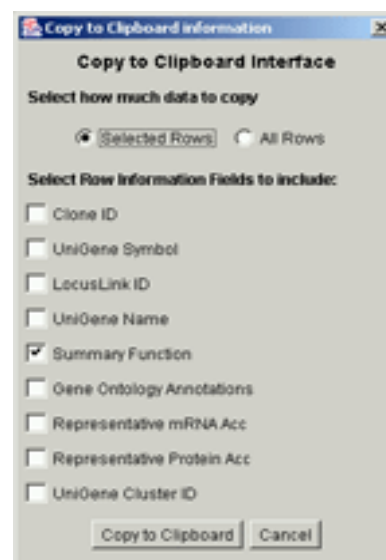 Copy to Clipboard information
Copy to Clipboard Interface
Select how much data to copy
Selected Rows All Rows
Select Row Information Fields to include:
Clone ID
UniGene Symbol
LocusLink ID
UniGene Name
Summary Function
Gene Ontology Annotations
Representative mRNA Acc
Representative Protein Acc
UniGene Cluster ID
Copy to Clipboard Cancel